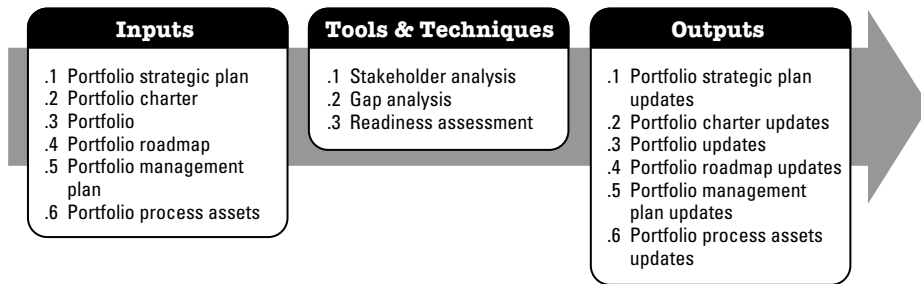 Inputs
.1 Portfolio strategic plan
.2 Portfolio charter
.3 Portfolio
.4 Portfolio roadmap
.5 Portfolio management
plan
.6 Portfolio process assets
Tools & Techniques
.1 Stakeholder analysis
.2 Gap analysis
.3 Readiness assessment
Outputs
.1 Portfolio strategic plan
updates
.2 Portfolio charter updates
.3 Portfolio updates
.4 Portfolio roadmap updates
.5 Portfolio management
plan updates
.6 Portfolio process assets
updates